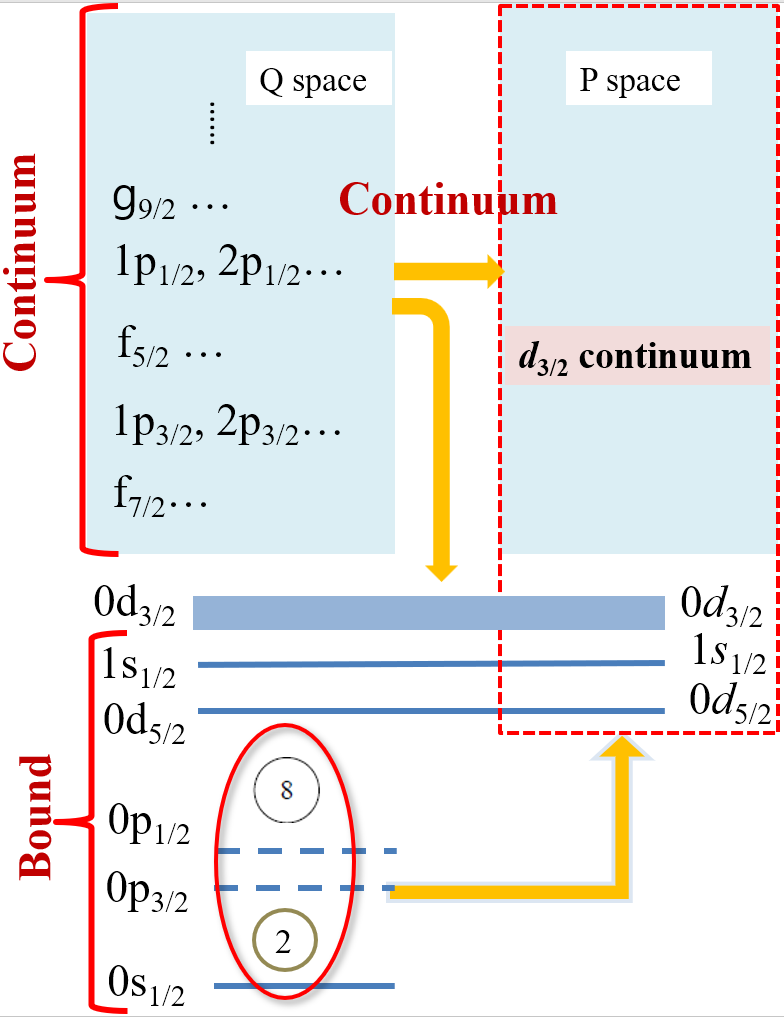 Q space
P space
⋮
g9/2 …
Continuum
1p1/2, 2p1/2…
Continuum
f5/2 …
d3/2 continuum
1p3/2, 2p3/2…
f7/2…
0d3/2
0d3/2
1s1/2
1s1/2
0d5/2
0d5/2
8
Bound
0p1/2
0p3/2
2
0s1/2